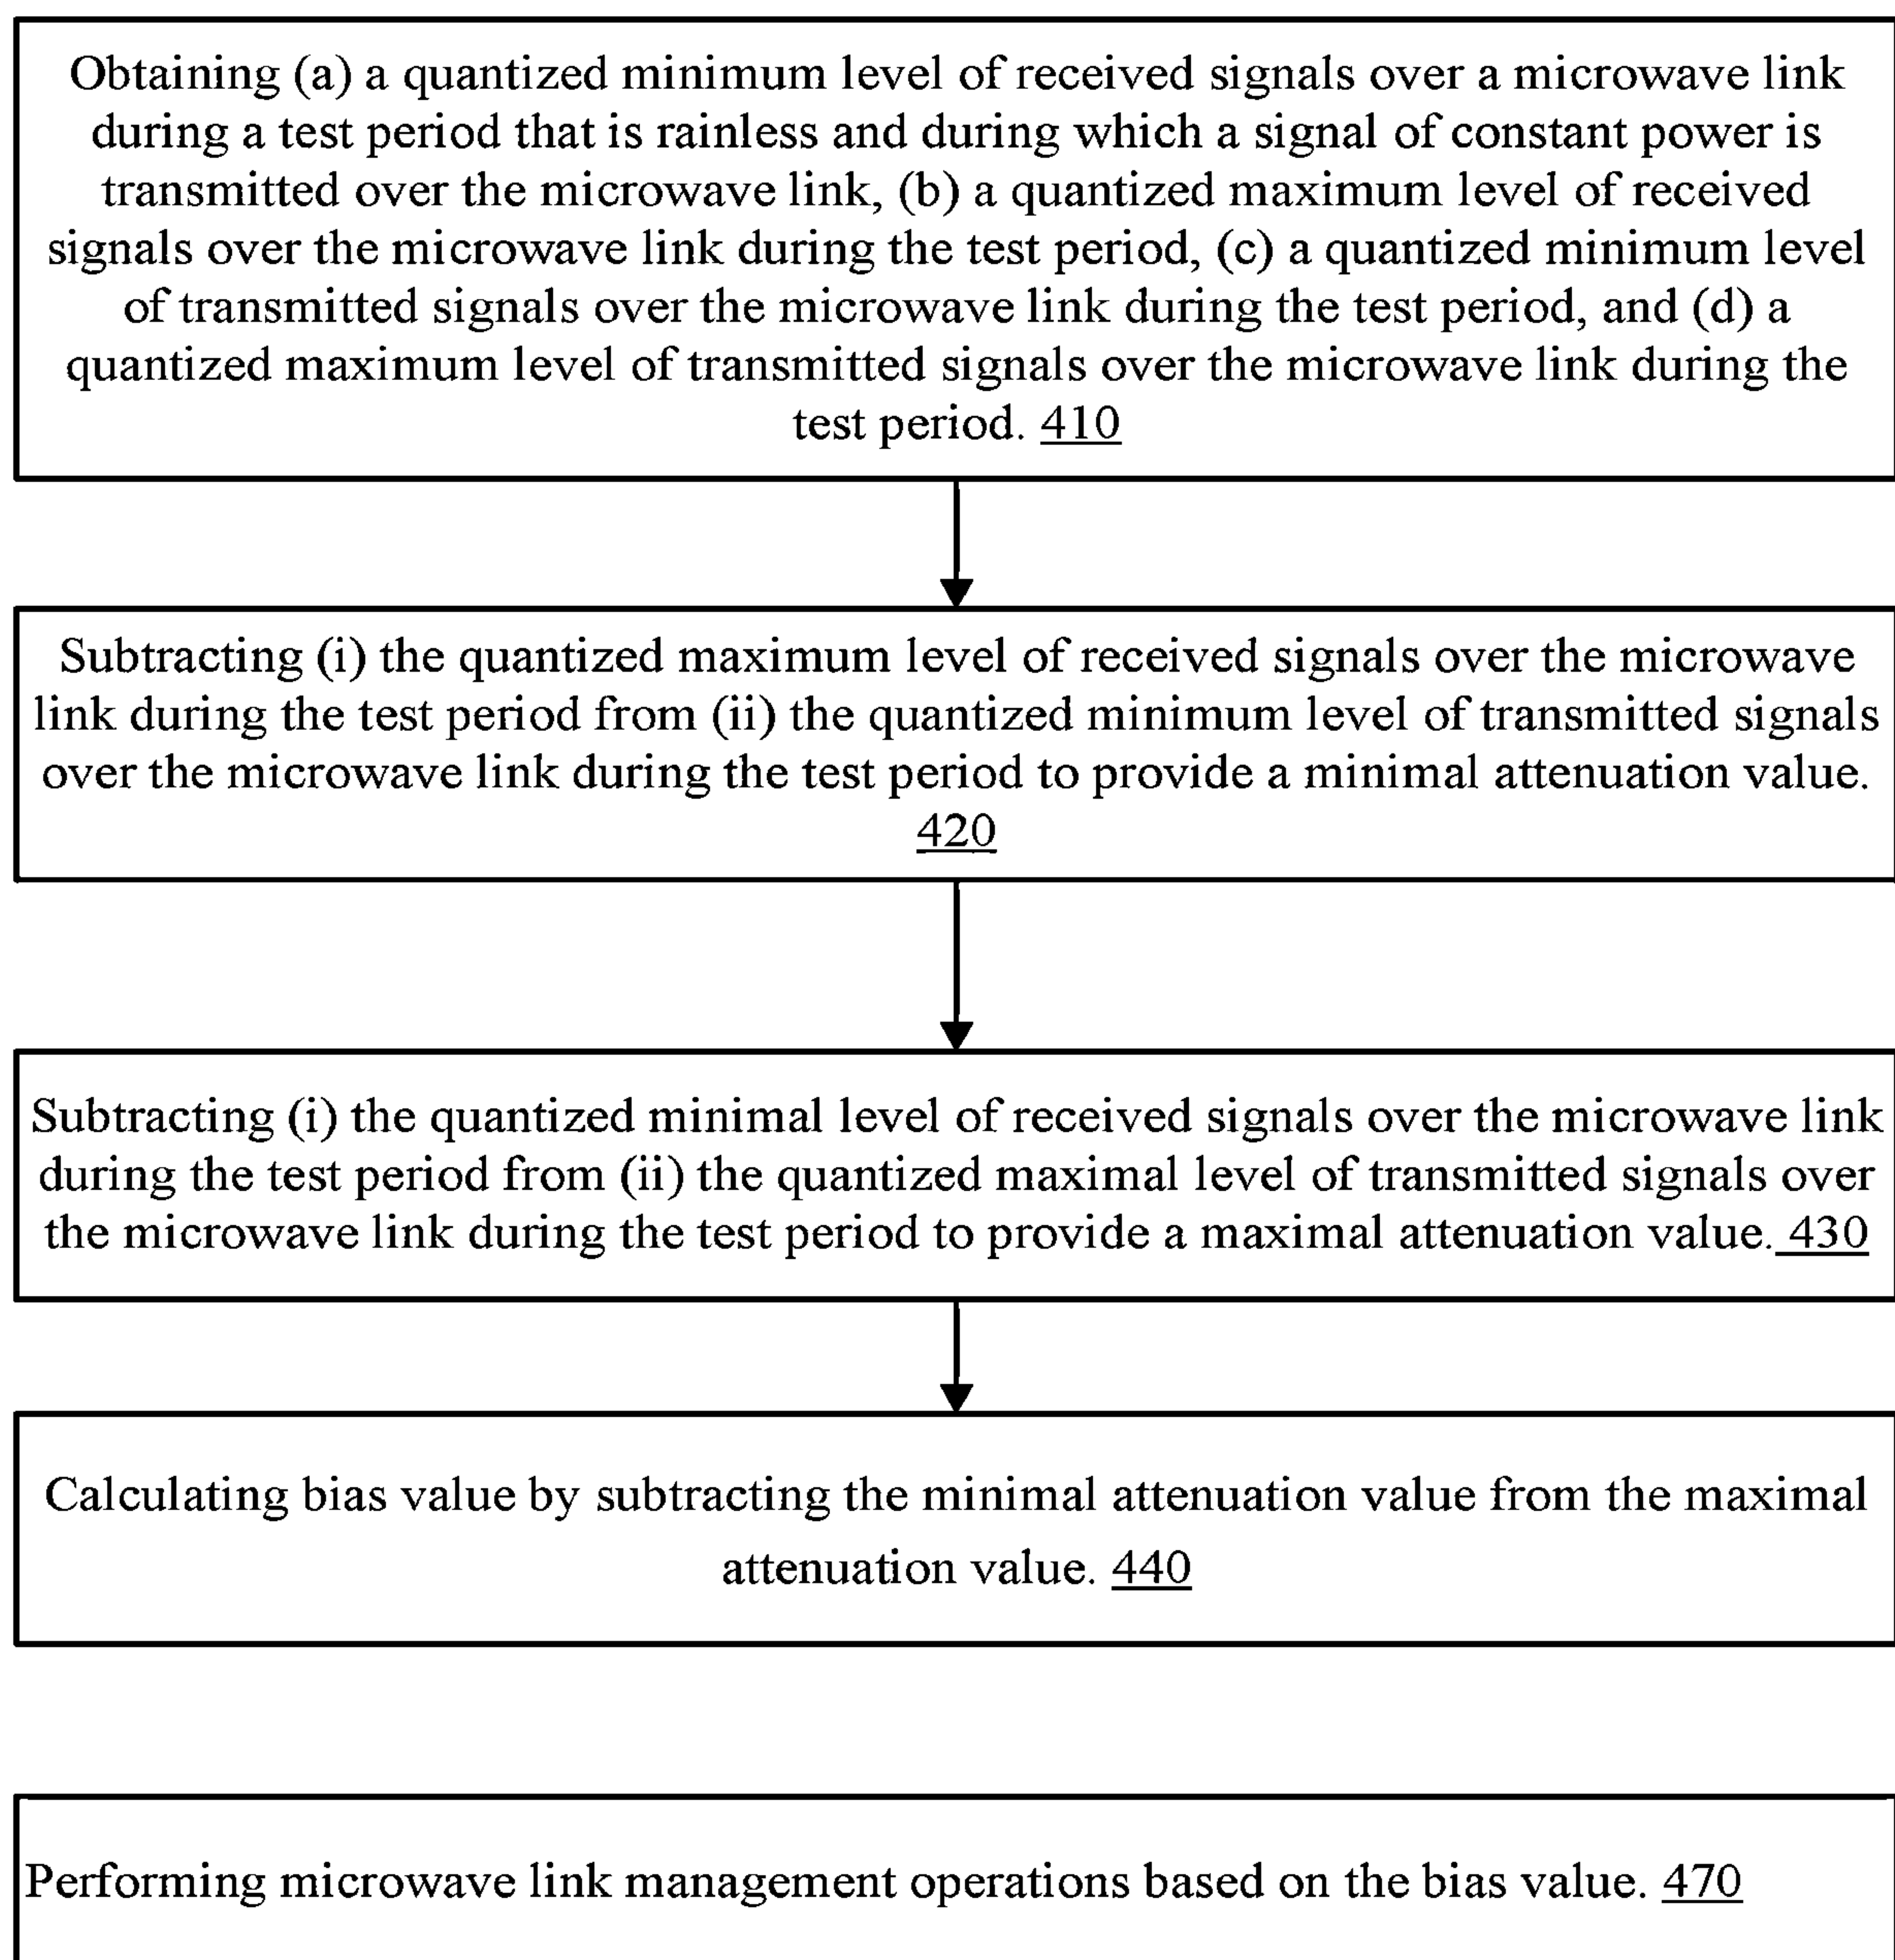 Obtaining (a) a quantized minimum level of received signals over a microwave link
during a test period that is rainless and during which a signal of constant power is
transmitted over the microwave link, (b) a quantized maximum level of received
signals over the microwave link during the test period, (c) a quantized minimum level
of transmitted signals over the microwave link during the test period, and (d) a
quantized maximum level of transmitted signals over the microwave link during the
test period. 410
Subtracting (i) the quantized maximum level of received signals over the microwave
link during the test period from (ii) the quantized minimum level of transmitted signals
over the microwave link during the test period to provide a minimal attenuation value.
420
Subtracting (i) the quantized minimal level of received signals over the microwave link
during the test period from (ii) the quantized maximal level of transmitted signals over
the microwave link during the test period to provide a maximal attenuation value. 430
Calculating bias value by subtracting the minimal attenuation value from the maximal
attenuation value. 440
Performing microwave link management operations based on the bias value. 470